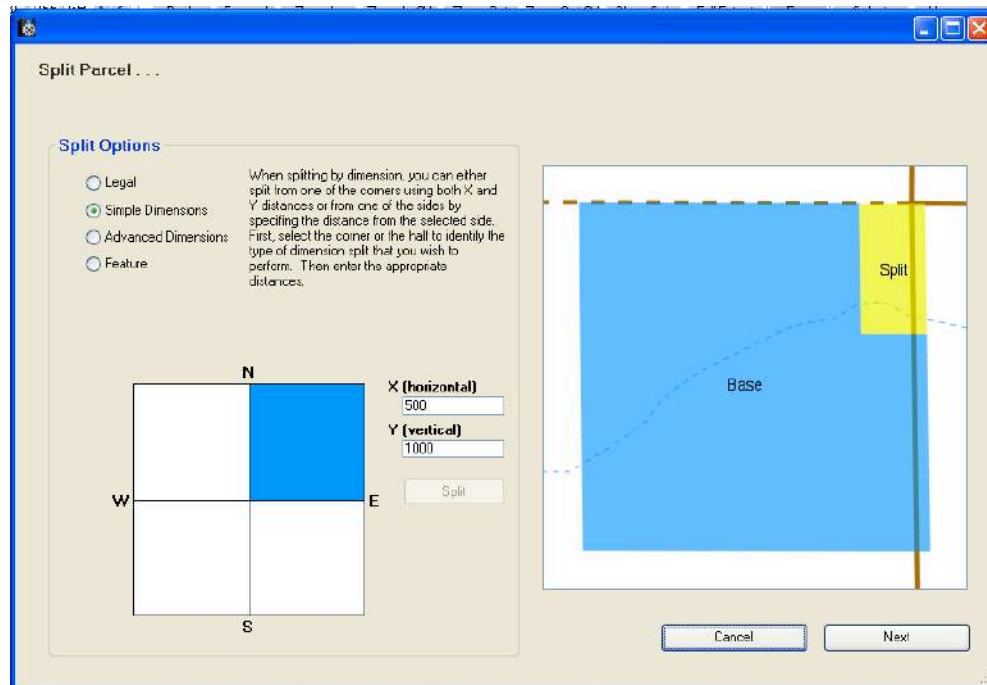 Split Parcel . . .
Split Options
Legal
Simple Dimensions
Advanced Dimensions
Feature
When splitting by dimension, you can either
split from one of the corners using both X and
Y distances or from one of the sides by
specifing the distance from the selected side.
First, select the corner or the half to identify the
type of dimension split that you wish to
perform. Then enter the appropriate
distances.
N
W
E
S
X (horizontal)
500
Y (vertical)
1000
Split
Split
Base
Cancel
Next